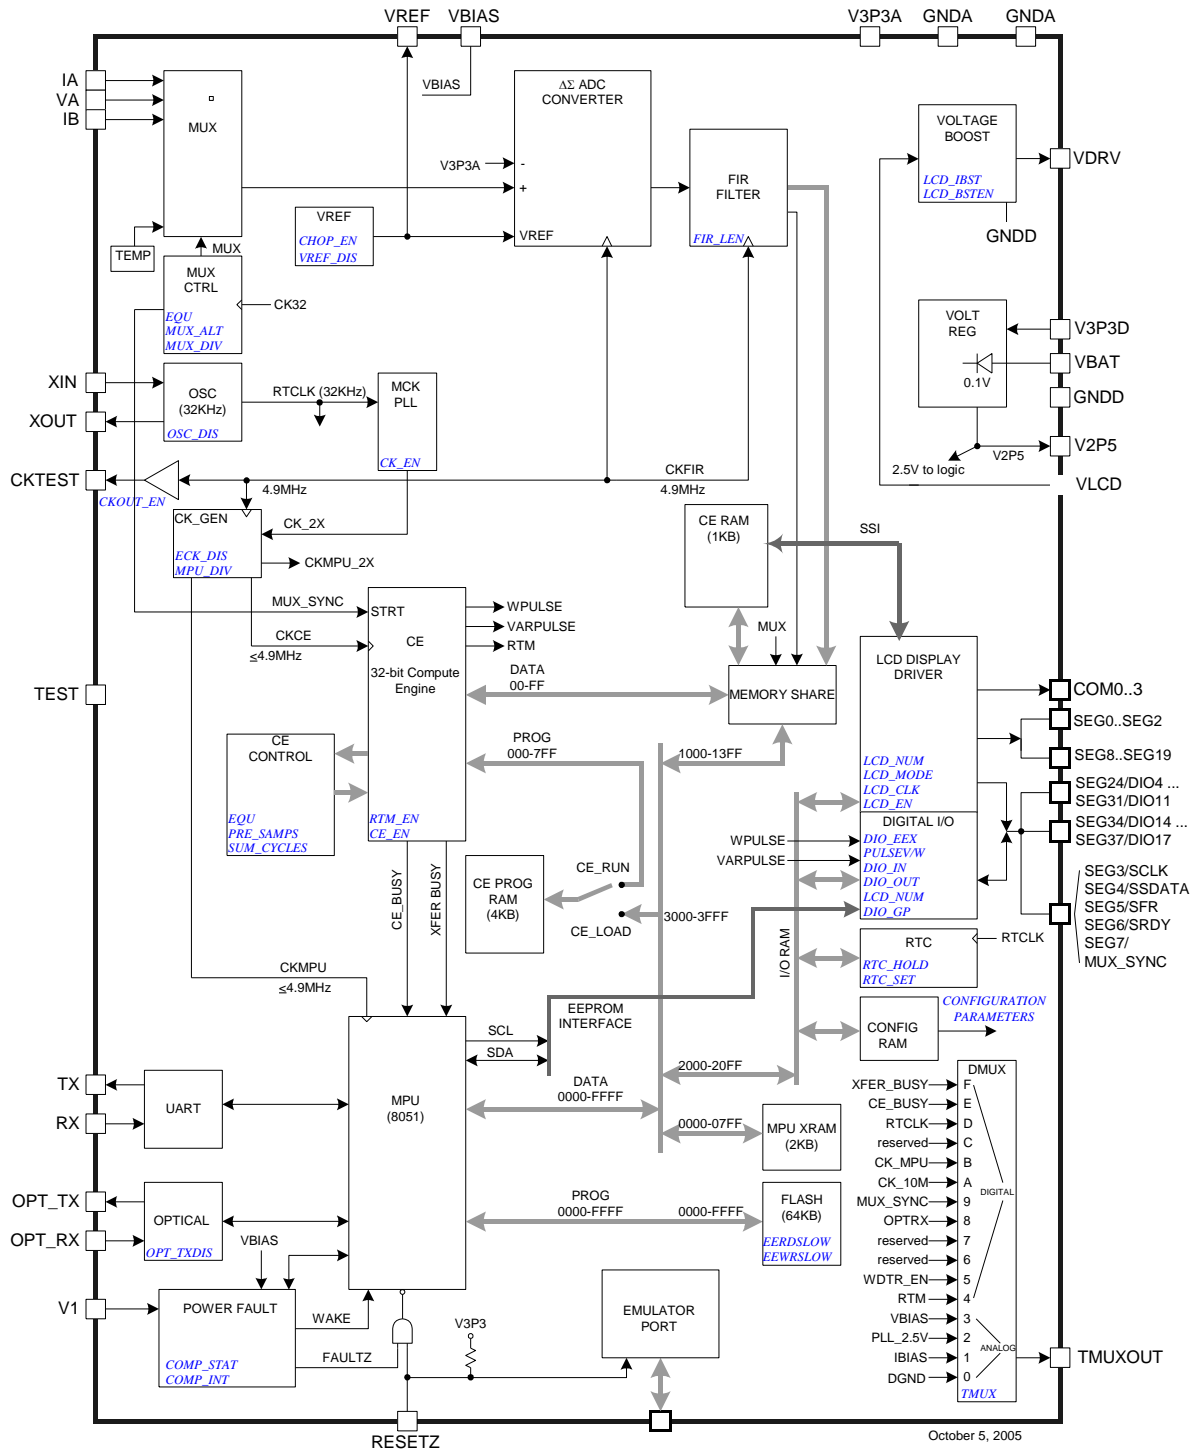 VREF VBIAS V3P3A GNDA GNDA
IA
VA
IB
MUX
VBIAS
ΔΣ ADC
CONVERTER
V3P3A
-
+
VREF
FIR
FILTER
FIR_LEN
VOLTAGE
BOOST
LCD_IBST
LCD_BSTEN
VDRV
GNDD
VREF
CHOP_EN
VREF_DIS
TEMP
MUX
MUX
CTRL
EQU
MUX_ALT
MUX_DIV
CK32
VOLT
REG
0.1V
V3P3D
VBAT
GNDD
V2P5
V2P5
2.5V to logic
VLCD
XIN
XOUT
OSC
(32KHz)
OSC_DIS
RTCLK (32KHz)
MCK
PLL
CK_EN
CKTEST
CKOUT_EN
4.9MHz
CKFIR
4.9MHz
CK_GEN
ECK_DIS
MPU_DIV
CK_2X
CKMPU_2X
CE RAM
(1KB)
SSI
MUX_SYNC
CKCE
≤4.9MHz
STRT
CE
32-bit Compute
Engine
RTM_EN
CE_EN
WPULSE
VARPULSE
RTM
DATA
00-FF
MUX
MEMORY SHARE
LCD DISPLAY
DRIVER
LCD_NUM
LCD_MODE
LCD_CLK
LCD_EN
COM0..3
SEG0..SEG2
SEG8..SEG19
SEG24/DIO4 ...
SEG31/DIO11
SEG34/DIO14 ...
SEG37/DIO17
SEG3/SCLK
SEG4/SSDATA
SEG5/SFR
SEG6/SRDY
SEG7/
MUX_SYNC
TEST
CE
CONTROL
EQU
PRE_SAMPS
SUM_CYCLES
PROG
000-7FF
1000-13FF
DIGITAL I/O
DIO_EEX
PULSEV/W
DIO_IN
DIO_OUT
LCD_NUM
DIO_GP
WPULSE
VARPULSE
CE_BUSY
XFER BUSY
CE PROG
RAM
(4KB)
CE_RUN
CE_LOAD
3000-3FFF
I/O RAM
RTC
RTC_HOLD
RTC_SET
RTCLK
CKMPU
≤4.9MHz
EEPROM
INTERFACE
SCL
SDA
CONFIG
RAM
CONFIGURATION
PARAMETERS
MPU
(8051)
DATA
0000-FFFF
2000-20FF
0000-07FF
MPU XRAM
(2KB)
TX
RX
UART
OPT_TX
OPT_RX
OPTICAL
OPT_TXDIS
PROG
0000-FFFF
0000-FFFF
FLASH
(64KB)
EERDSLOW
EEWRSLOW
VBIAS
V1
POWER FAULT
COMP_STAT
COMP_INT
WAKE
FAULTZ
V3P3
EMULATOR
PORT
DMUX
XFER_BUSY F
CE_BUSY E
RTCLK D
reserved C
CK_MPU B
CK_10M A
MUX_SYNC 9
OPTRX 8
reserved 7
reserved 6
WDTR_EN 5
RTM 4
VBIAS 3
PLL_2.5V 2
IBIAS 1
DGND 0
DIGITAL
ANALOG
TMUX
TMUXOUT
RESETZ
October 5, 2005